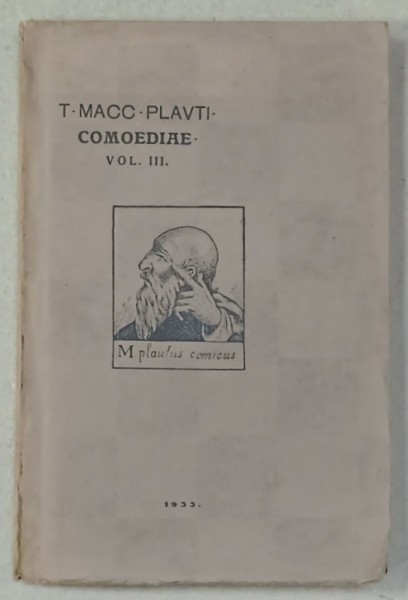 T·MACC·PLAVTI·
COMOEDIAE·
VOL. III.
M plautus comicus
1933.